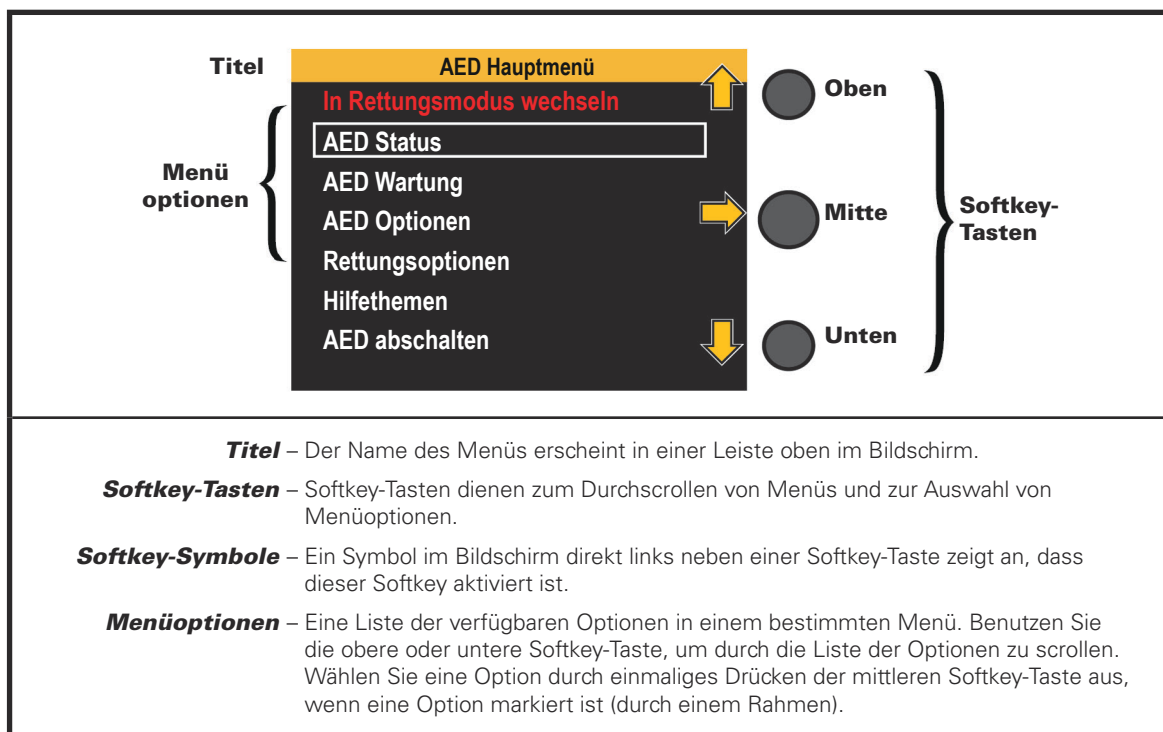 Titel
AED Hauptmenü
In Rettungsmodus wechseln
AED Status
AED Wartung
AED Optionen
Rettungsoptionen
Hilfethemen
AED abschalten
Menü
optionen
Oben
Mitte
Unten
Softkey-
Tasten
Titel – Der Name des Menüs erscheint in einer Leiste oben im Bildschirm.
Softkey-Tasten – Softkey-Tasten dienen zum Durchscrollen von Menüs und zur Auswahl von
Menüoptionen.
Softkey-Symbole – Ein Symbol im Bildschirm direkt links neben einer Softkey-Taste zeigt an, dass
dieser Softkey aktiviert ist.
Menüoptionen – Eine Liste der verfügbaren Optionen in einem bestimmten Menü. Benutzen Sie
die obere oder untere Softkey-Taste, um durch die Liste der Optionen zu scrollen.
Wählen Sie eine Option durch einmaliges Drücken der mittleren Softkey-Taste aus,
wenn eine Option markiert ist (durch einem Rahmen).